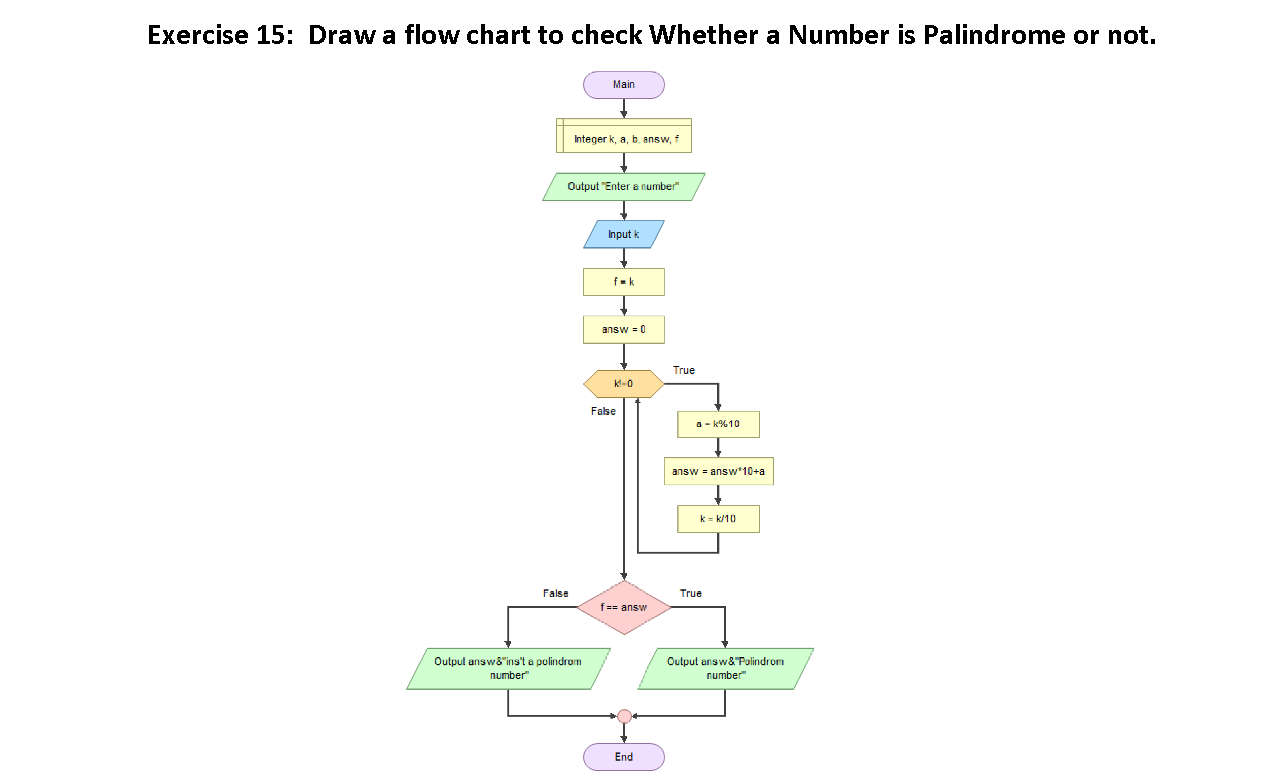 Exercise 15: Draw a flow chart to check Whether a Number is Palindrome or not.
Main
Integer k, a, b, answ, f
Output "Enter a number"
Input k
f = k
answ = 0
k!=0
True
False
a = k%10
answ = answ*10+a
k = k/10
False
True
f == answ
Output answ&"ins't a polindrom
number"
Output answ&"Polindrom
number"
End